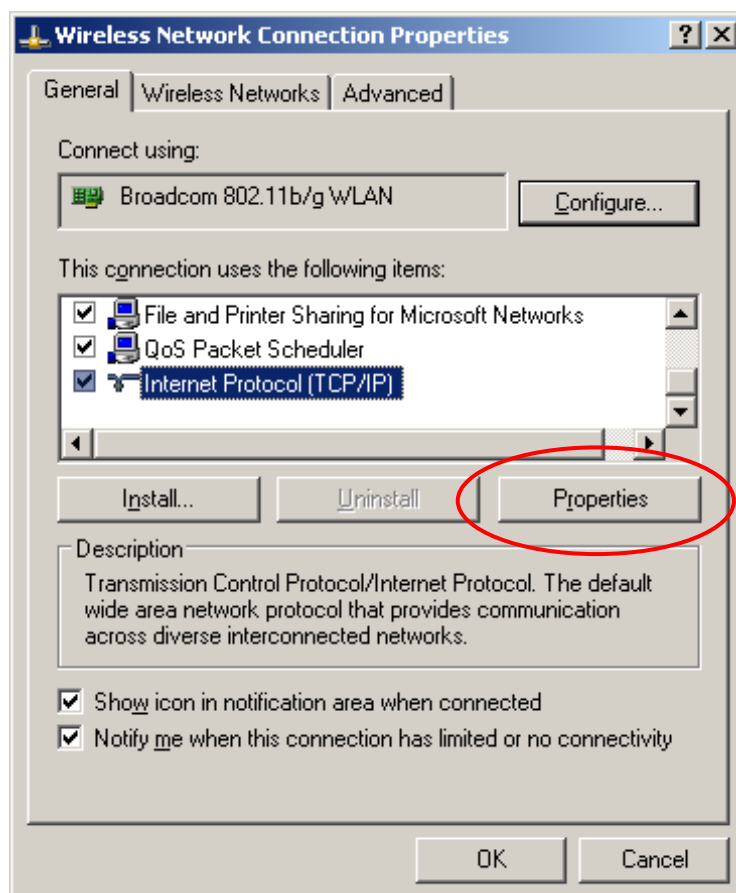 Wireless Network Connection Properties
General
Wireless Networks
Advanced
Connect using:
Broadcom 802.11b/g WLAN
Configure...
This connection uses the following items:
File and Printer Sharing for Microsoft Networks
QoS Packet Scheduler
Internet Protocol (TCP/IP)
Install...
Uninstall
Properties
Description
Transmission Control Protocol/Internet Protocol. The default
wide area network protocol that provides communication
across diverse interconnected networks.
Show icon in notification area when connected
Notify me when this connection has limited or no connectivity
OK
Cancel